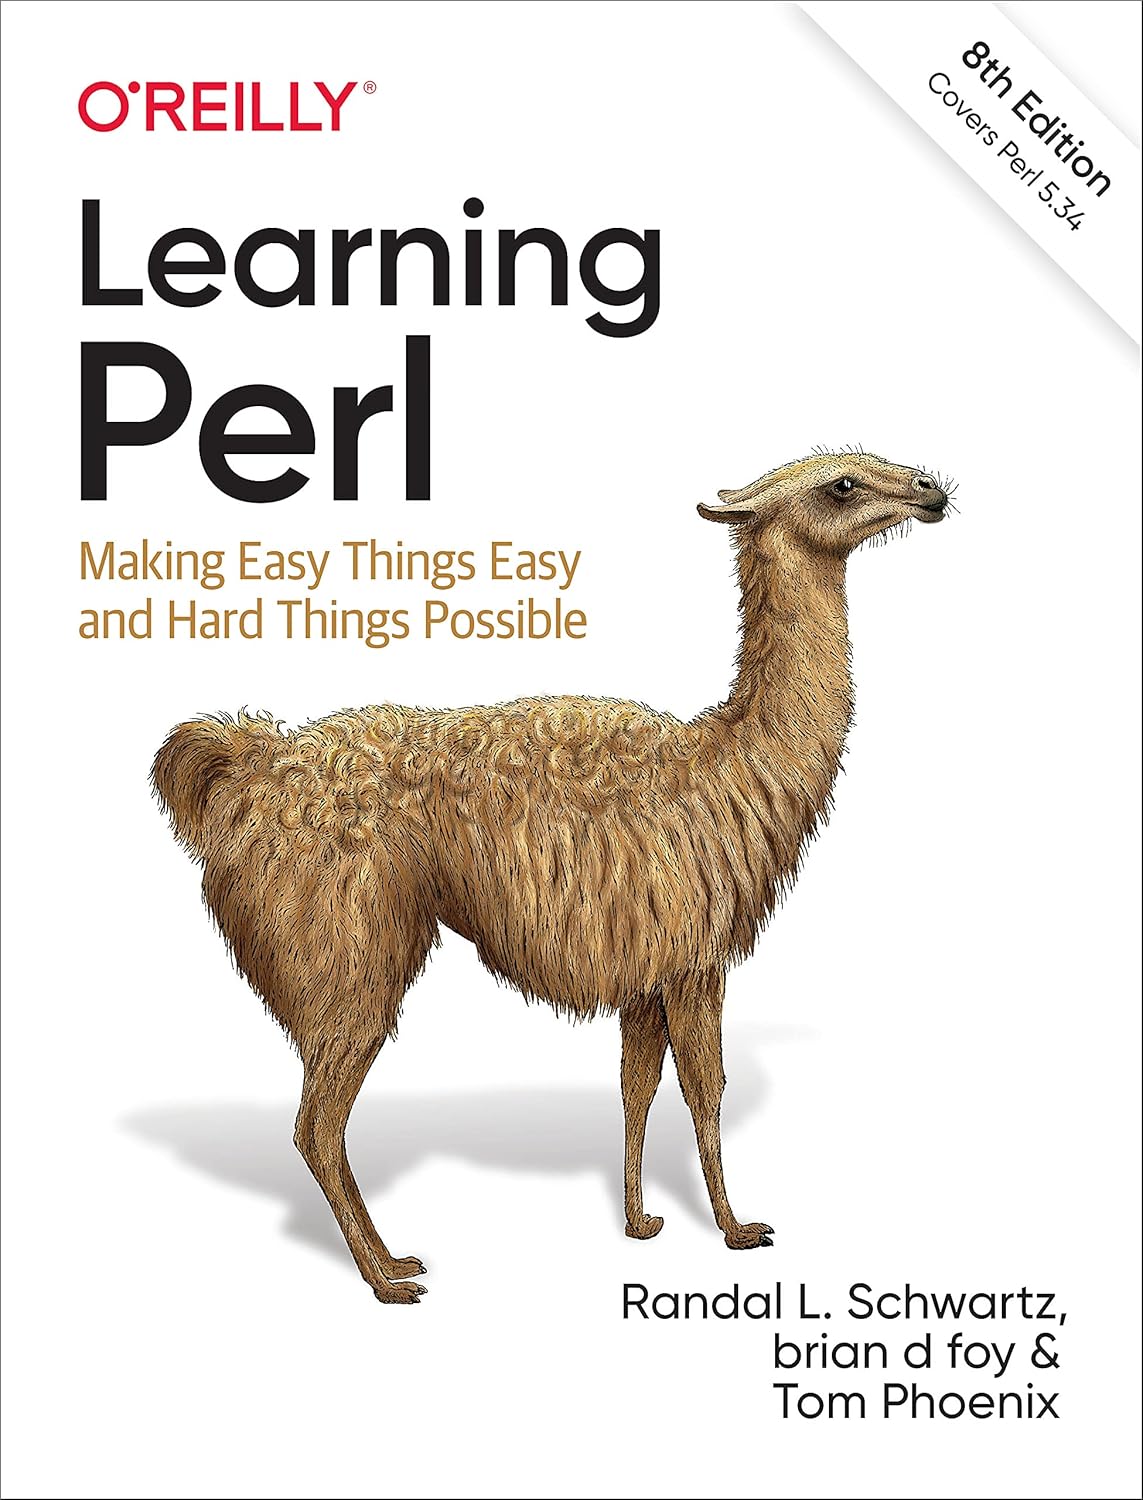 O'REILLY®
8th Edition
Covers Perl 5.34
Learning
Perl
Making Easy Things Easy
and Hard Things Possible
Randal L. Schwartz,
brian d foy &
Tom Phoenix